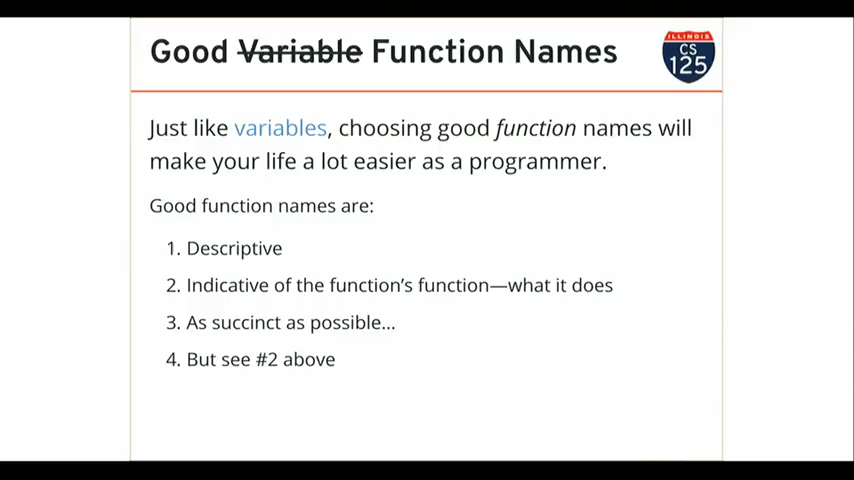 Good Variable Function Names
ILLINOIS
CS
125
Just like variables, choosing good function names will
make your life a lot easier as a programmer.
Good function names are:
1. Descriptive
2. Indicative of the function's function—what it does
3. As succinct as possible...
4. But see #2 above